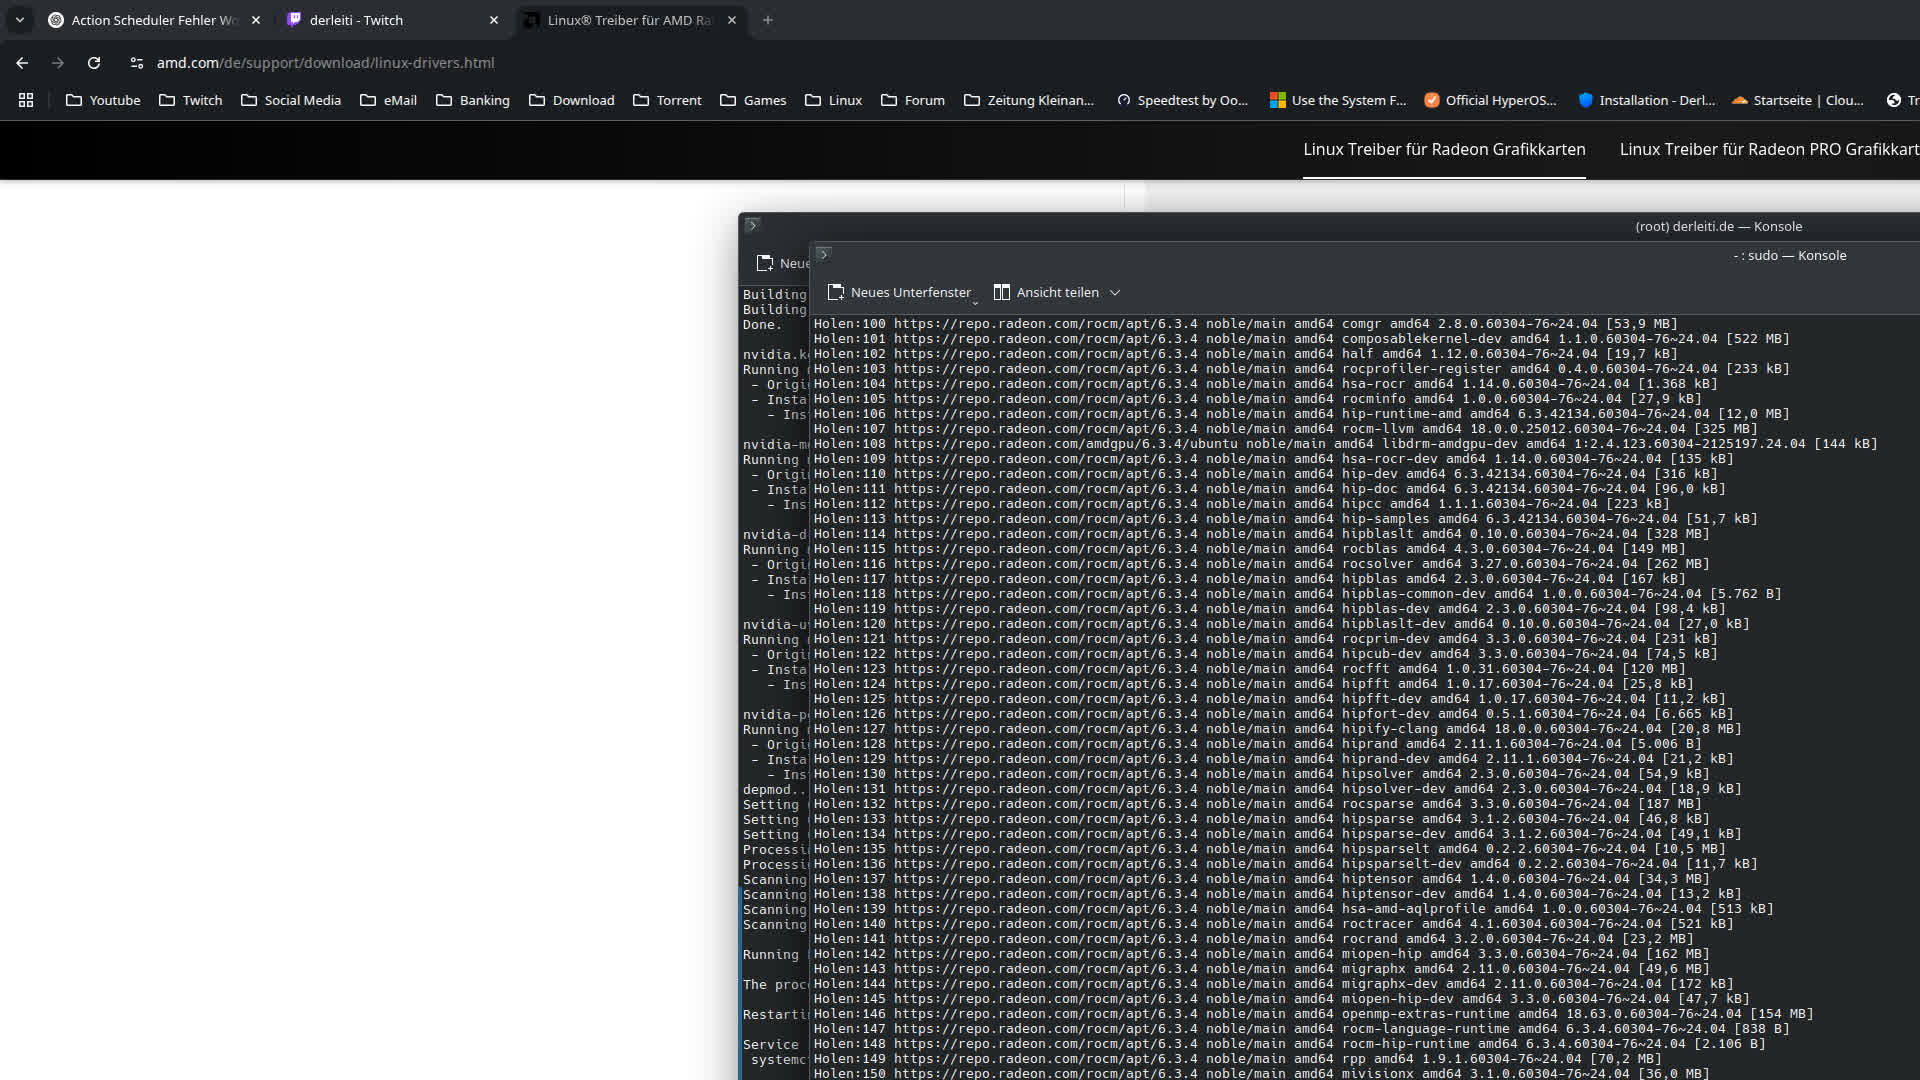 Action Scheduler Fehler Wo
derleiti - Twitch
Linux® Treiber für AMD Ra
amd.com/de/support/download/linux-drivers.html
Youtube
Twitch
Social Media
eMail
Banking
Download
Torrent
Games
Linux
Forum
Zeitung Kleinan...
Speedtest by Oo...
Use the System F...
Official HyperOS...
Installation - Derl...
Startseite | Clou...
Tr
Linux Treiber für Radeon Grafikkarten
Linux Treiber für Radeon PRO Grafikkart
(root) derleiti.de — Konsole
Neue
Building
Building
Done.
nvidia.k
Running
- Origi
- Insta
- Ins
nvidia-m
Running
- Origi
- Insta
- Ins
nvidia-d
Running
- Origi
- Insta
- Ins
nvidia-u
Running
- Origi
- Insta
- Ins
nvidia-p
Running
- Origi
- Insta
- Ins
depmod..
Setting
Setting
Setting
Processi
Processi
Scanning
Scanning
Scanning
Scanning
Running
The proc
Restarti
Service
systemc
- : sudo — Konsole
Neues Unterfenster
Ansicht teilen
Holen:100 https://repo.radeon.com/rocm/apt/6.3.4 noble/main amd64 comgr amd64 2.8.0.60304-76~24.04 [53,9 MB]
Holen:101 https://repo.radeon.com/rocm/apt/6.3.4 noble/main amd64 composablekernel-dev amd64 1.1.0.60304-76~24.04 [522 MB]
Holen:102 https://repo.radeon.com/rocm/apt/6.3.4 noble/main amd64 half amd64 1.12.0.60304-76~24.04 [19,7 kB]
Holen:103 https://repo.radeon.com/rocm/apt/6.3.4 noble/main amd64 rocprofiler-register amd64 0.4.0.60304-76~24.04 [233 kB]
Holen:104 https://repo.radeon.com/rocm/apt/6.3.4 noble/main amd64 hsa-rocr amd64 1.14.0.60304-76~24.04 [1.368 kB]
Holen:105 https://repo.radeon.com/rocm/apt/6.3.4 noble/main amd64 rocminfo amd64 1.0.0.60304-76~24.04 [27,9 kB]
Holen:106 https://repo.radeon.com/rocm/apt/6.3.4 noble/main amd64 hip-runtime-amd amd64 6.3.42134.60304-76~24.04 [12,0 MB]
Holen:107 https://repo.radeon.com/rocm/apt/6.3.4 noble/main amd64 rocm-llvm amd64 18.0.0.25012.60304-76~24.04 [325 MB]
Holen:108 https://repo.radeon.com/amdgpu/6.3.4/ubuntu noble/main amd64 libdrm-amdgpu-dev amd64 1:2.4.123.60304-2125197.24.04 [144 kB]
Holen:109 https://repo.radeon.com/rocm/apt/6.3.4 noble/main amd64 hsa-rocr-dev amd64 1.14.0.60304-76~24.04 [135 kB]
Holen:110 https://repo.radeon.com/rocm/apt/6.3.4 noble/main amd64 hip-dev amd64 6.3.42134.60304-76~24.04 [316 kB]
Holen:111 https://repo.radeon.com/rocm/apt/6.3.4 noble/main amd64 hip-doc amd64 6.3.42134.60304-76~24.04 [96,0 kB]
Holen:112 https://repo.radeon.com/rocm/apt/6.3.4 noble/main amd64 hipcc amd64 1.1.1.60304-76~24.04 [223 kB]
Holen:113 https://repo.radeon.com/rocm/apt/6.3.4 noble/main amd64 hip-samples amd64 6.3.42134.60304-76~24.04 [51,7 kB]
Holen:114 https://repo.radeon.com/rocm/apt/6.3.4 noble/main amd64 hipblaslt amd64 0.10.0.60304-76~24.04 [328 MB]
Holen:115 https://repo.radeon.com/rocm/apt/6.3.4 noble/main amd64 rocblas amd64 4.3.0.60304-76~24.04 [149 MB]
Holen:116 https://repo.radeon.com/rocm/apt/6.3.4 noble/main amd64 rocsolver amd64 3.27.0.60304-76~24.04 [262 MB]
Holen:117 https://repo.radeon.com/rocm/apt/6.3.4 noble/main amd64 hipblas amd64 2.3.0.60304-76~24.04 [167 kB]
Holen:118 https://repo.radeon.com/rocm/apt/6.3.4 noble/main amd64 hipblas-common-dev amd64 1.0.0.60304-76~24.04 [5.762 B]
Holen:119 https://repo.radeon.com/rocm/apt/6.3.4 noble/main amd64 hipblas-dev amd64 2.3.0.60304-76~24.04 [98,4 kB]
Holen:120 https://repo.radeon.com/rocm/apt/6.3.4 noble/main amd64 hipblaslt-dev amd64 0.10.0.60304-76~24.04 [27,0 kB]
Holen:121 https://repo.radeon.com/rocm/apt/6.3.4 noble/main amd64 rocprim-dev amd64 3.3.0.60304-76~24.04 [231 kB]
Holen:122 https://repo.radeon.com/rocm/apt/6.3.4 noble/main amd64 hipcub-dev amd64 3.3.0.60304-76~24.04 [74,5 kB]
Holen:123 https://repo.radeon.com/rocm/apt/6.3.4 noble/main amd64 rocfft amd64 1.0.31.60304-76~24.04 [120 MB]
Holen:124 https://repo.radeon.com/rocm/apt/6.3.4 noble/main amd64 hipfft amd64 1.0.17.60304-76~24.04 [25,8 kB]
Holen:125 https://repo.radeon.com/rocm/apt/6.3.4 noble/main amd64 hipfft-dev amd64 1.0.17.60304-76~24.04 [11,2 kB]
Holen:126 https://repo.radeon.com/rocm/apt/6.3.4 noble/main amd64 hipfort-dev amd64 0.5.1.60304-76~24.04 [6.665 kB]
Holen:127 https://repo.radeon.com/rocm/apt/6.3.4 noble/main amd64 hipify-clang amd64 18.0.0.60304-76~24.04 [20,8 MB]
Holen:128 https://repo.radeon.com/rocm/apt/6.3.4 noble/main amd64 hiprand amd64 2.11.1.60304-76~24.04 [5.006 B]
Holen:129 https://repo.radeon.com/rocm/apt/6.3.4 noble/main amd64 hiprand-dev amd64 2.11.1.60304-76~24.04 [21,2 kB]
Holen:130 https://repo.radeon.com/rocm/apt/6.3.4 noble/main amd64 hipsolver amd64 2.3.0.60304-76~24.04 [54,9 kB]
Holen:131 https://repo.radeon.com/rocm/apt/6.3.4 noble/main amd64 hipsolver-dev amd64 2.3.0.60304-76~24.04 [18,9 kB]
Holen:132 https://repo.radeon.com/rocm/apt/6.3.4 noble/main amd64 rocsparse amd64 3.3.0.60304-76~24.04 [187 MB]
Holen:133 https://repo.radeon.com/rocm/apt/6.3.4 noble/main amd64 hipsparse amd64 3.1.2.60304-76~24.04 [46,8 kB]
Holen:134 https://repo.radeon.com/rocm/apt/6.3.4 noble/main amd64 hipsparse-dev amd64 3.1.2.60304-76~24.04 [49,1 kB]
Holen:135 https://repo.radeon.com/rocm/apt/6.3.4 noble/main amd64 hipsparselt amd64 0.2.2.60304-76~24.04 [10,5 MB]
Holen:136 https://repo.radeon.com/rocm/apt/6.3.4 noble/main amd64 hipsparselt-dev amd64 0.2.2.60304-76~24.04 [11,7 kB]
Holen:137 https://repo.radeon.com/rocm/apt/6.3.4 noble/main amd64 hiptensor amd64 1.4.0.60304-76~24.04 [34,3 MB]
Holen:138 https://repo.radeon.com/rocm/apt/6.3.4 noble/main amd64 hiptensor-dev amd64 1.4.0.60304-76~24.04 [13,2 kB]
Holen:139 https://repo.radeon.com/rocm/apt/6.3.4 noble/main amd64 hsa-amd-aqlprofile amd64 1.0.0.60304-76~24.04 [513 kB]
Holen:140 https://repo.radeon.com/rocm/apt/6.3.4 noble/main amd64 roctracer amd64 4.1.60304.60304-76~24.04 [521 kB]
Holen:141 https://repo.radeon.com/rocm/apt/6.3.4 noble/main amd64 rocrand amd64 3.2.0.60304-76~24.04 [23,2 MB]
Holen:142 https://repo.radeon.com/rocm/apt/6.3.4 noble/main amd64 miopen-hip amd64 3.3.0.60304-76~24.04 [162 MB]
Holen:143 https://repo.radeon.com/rocm/apt/6.3.4 noble/main amd64 migraphx amd64 2.11.0.60304-76~24.04 [49,6 MB]
Holen:144 https://repo.radeon.com/rocm/apt/6.3.4 noble/main amd64 migraphx-dev amd64 2.11.0.60304-76~24.04 [172 kB]
Holen:145 https://repo.radeon.com/rocm/apt/6.3.4 noble/main amd64 miopen-hip-dev amd64 3.3.0.60304-76~24.04 [47,7 kB]
Holen:146 https://repo.radeon.com/rocm/apt/6.3.4 noble/main amd64 openmp-extras-runtime amd64 18.63.0.60304-76~24.04 [154 MB]
Holen:147 https://repo.radeon.com/rocm/apt/6.3.4 noble/main amd64 rocm-language-runtime amd64 6.3.4.60304-76~24.04 [838 B]
Holen:148 https://repo.radeon.com/rocm/apt/6.3.4 noble/main amd64 rocm-hip-runtime amd64 6.3.4.60304-76~24.04 [2.106 B]
Holen:149 https://repo.radeon.com/rocm/apt/6.3.4 noble/main amd64 rpp amd64 1.9.1.60304-76~24.04 [70,2 MB]
Holen:150 https://repo.radeon.com/rocm/apt/6.3.4 noble/main amd64 mivisionx amd64 3.1.0.60304-76~24.04 [36,0 MB]